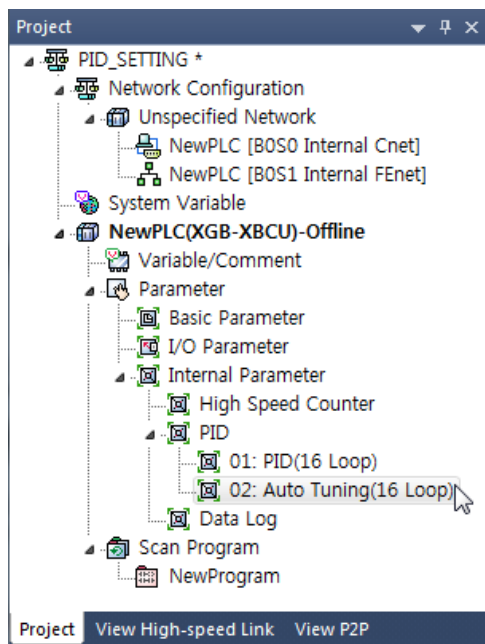 Project
PID_SETTING *
Network Configuration
Unspecified Network
NewPLC [B0S0 Internal Cnet]
NewPLC [B0S1 Internal FEnet]
System Variable
NewPLC(XGB-XBCU)-Offline
Variable/Comment
Parameter
Basic Parameter
I/O Parameter
Internal Parameter
High Speed Counter
PID
01: PID(16 Loop)
02: Auto Tuning(16 Loop)
Data Log
Scan Program
NewProgram
Project View High-speed Link View P2P